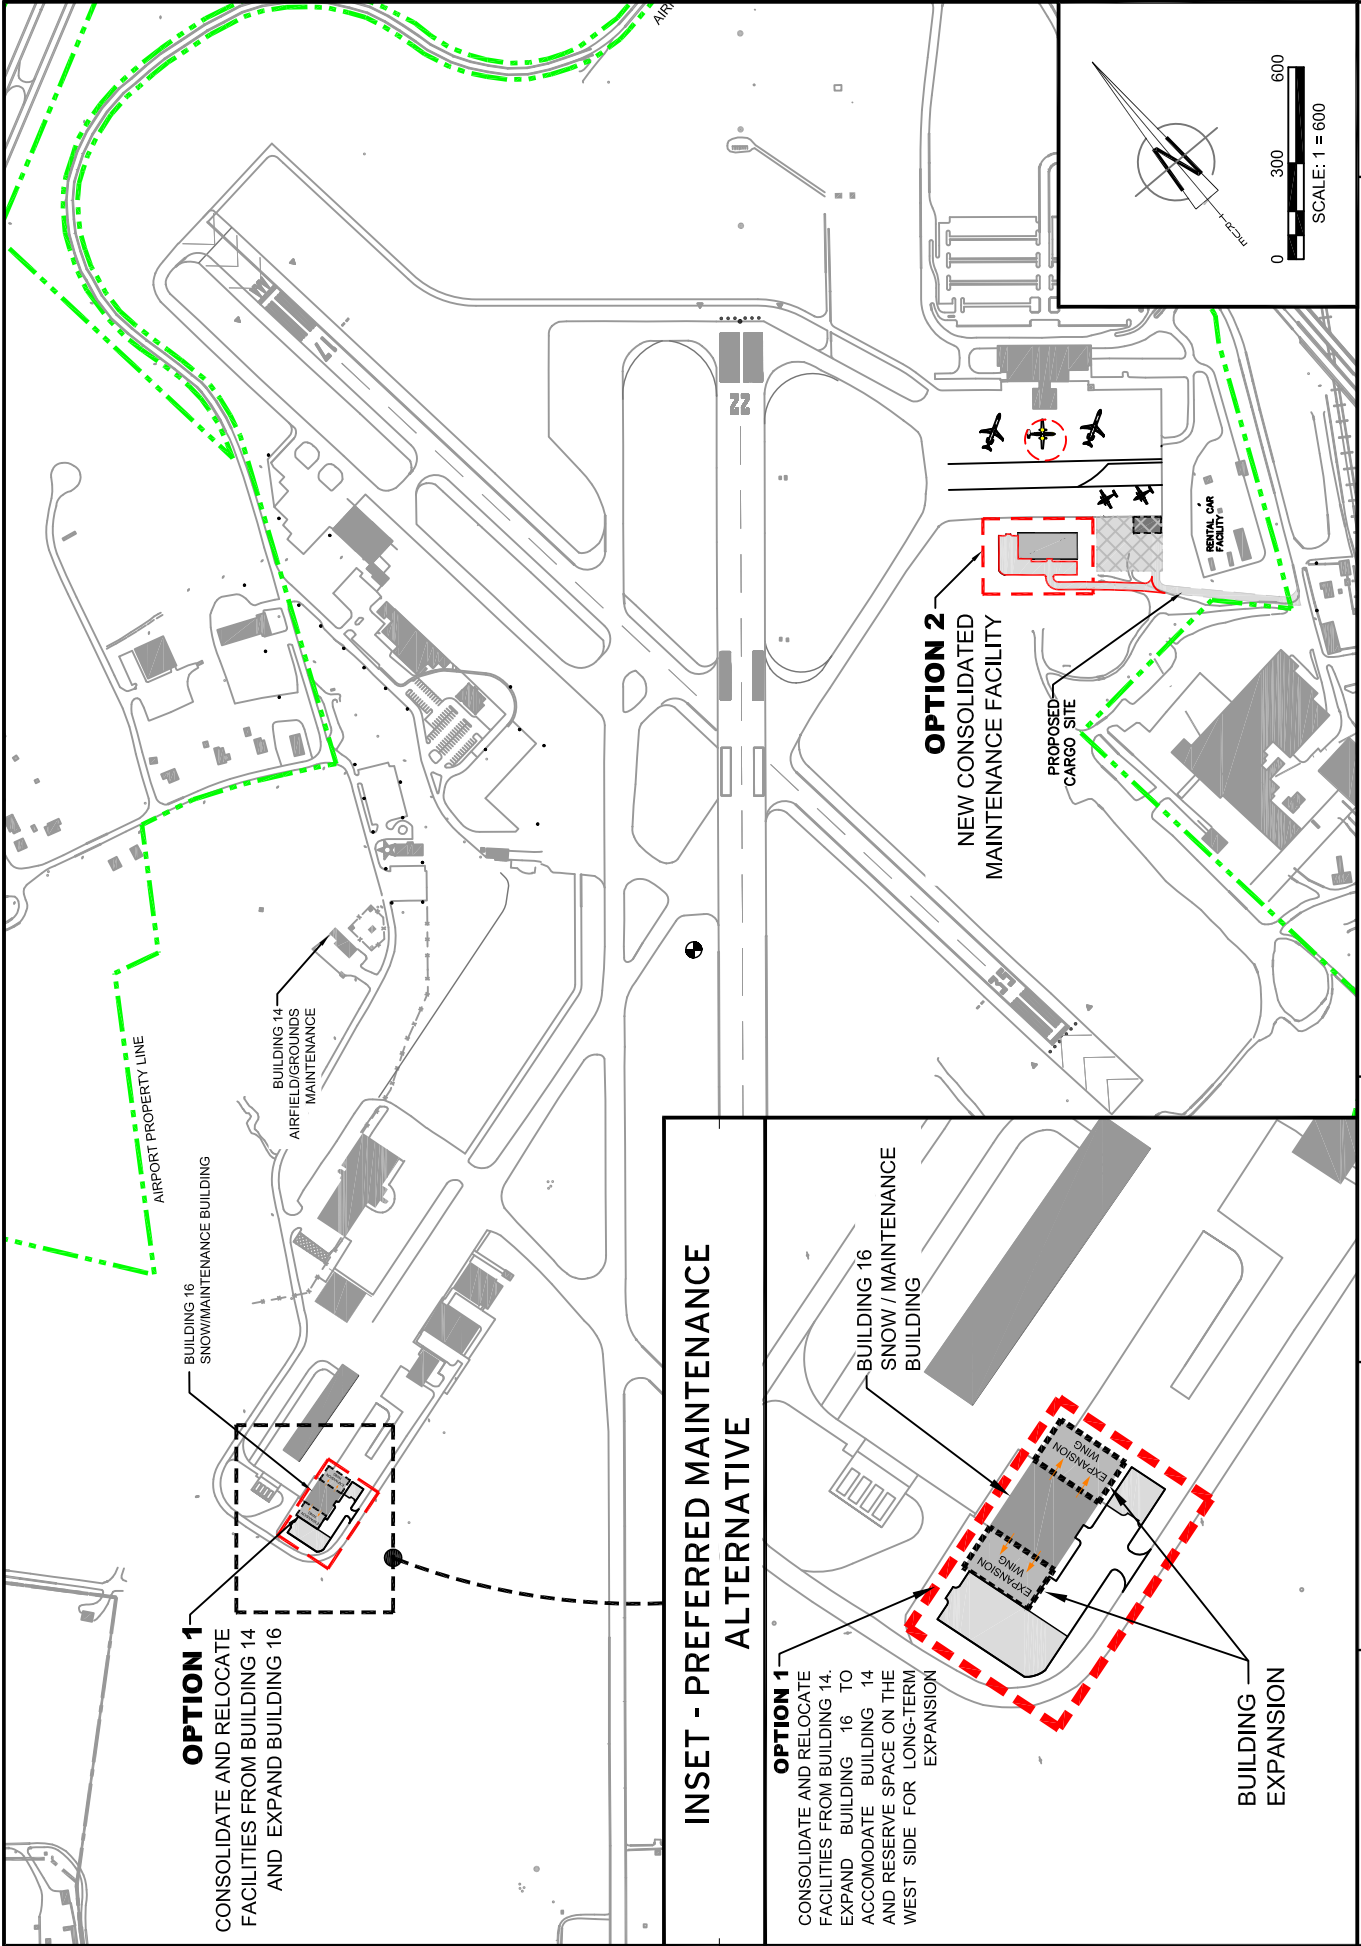 AIRPORT PROPERTY LINE
BUILDING 14
AIRFIELD/GROUNDS
MAINTENANCE
BUILDING 16
SNOW/MAINTENANCE BUILDING
OPTION 1
CONSOLIDATE AND RELOCATE
FACILITIES FROM BUILDING 14
AND EXPAND BUILDING 16
17
22
35
OPTION 2
NEW CONSOLIDATED
MAINTENANCE FACILITY
PROPOSED
CARGO SITE
RENTAL CAR
FACILITY
TRUE
N
0 300 600
SCALE: 1 = 600
INSET - PREFERRED MAINTENANCE
ALTERNATIVE
OPTION 1
CONSOLIDATE AND RELOCATE
FACILITIES FROM BUILDING 14.
EXPAND BUILDING 16 TO
ACCOMODATE BUILDING 14
AND RESERVE SPACE ON THE
WEST SIDE FOR LONG-TERM
EXPANSION
BUILDING 16
SNOW / MAINTENANCE
BUILDING
EXPANSION
WING
EXPANSION
WING
BUILDING
EXPANSION